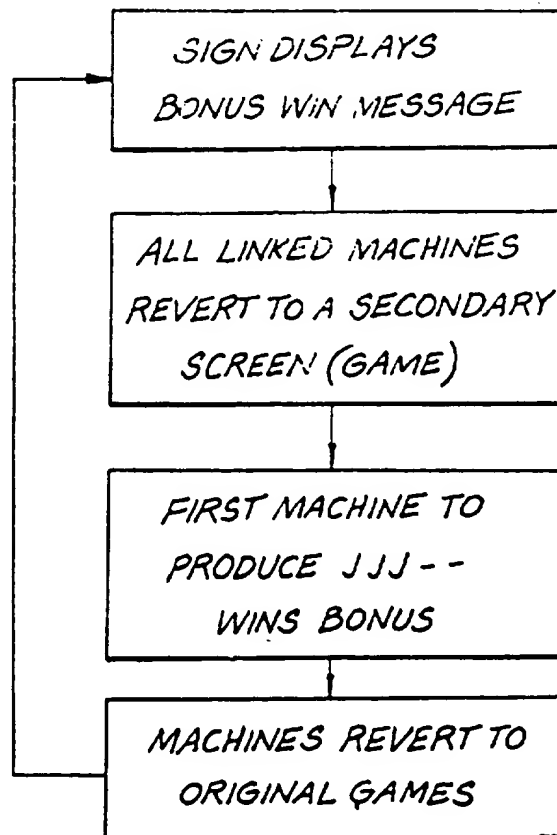 SIGN DISPLAYS
BONUS WIN MESSAGE
ALL LINKED MACHINES
REVERT TO A SECONDARY
SCREEN (GAME)
FIRST MACHINE TO
PRODUCE JJJ--
WINS BONUS
MACHINES REVERT TO
ORIGINAL GAMES